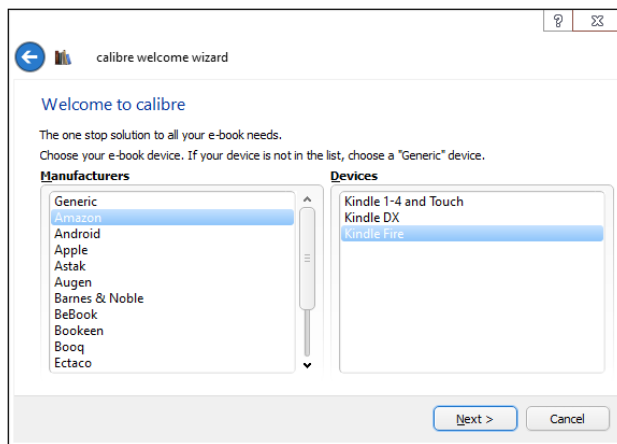 calibre welcome wizard
Welcome to calibre
The one stop solution to all your e-book needs.
Choose your e-book device. If your device is not in the list, choose a "Generic" device.
Manufacturers
Generic
Amazon
Android
Apple
Astak
Augen
Barnes & Noble
BeBook
Bookeen
Booq
Ectaco
Devices
Kindle 1-4 and Touch
Kindle DX
Kindle Fire
Next >
Cancel